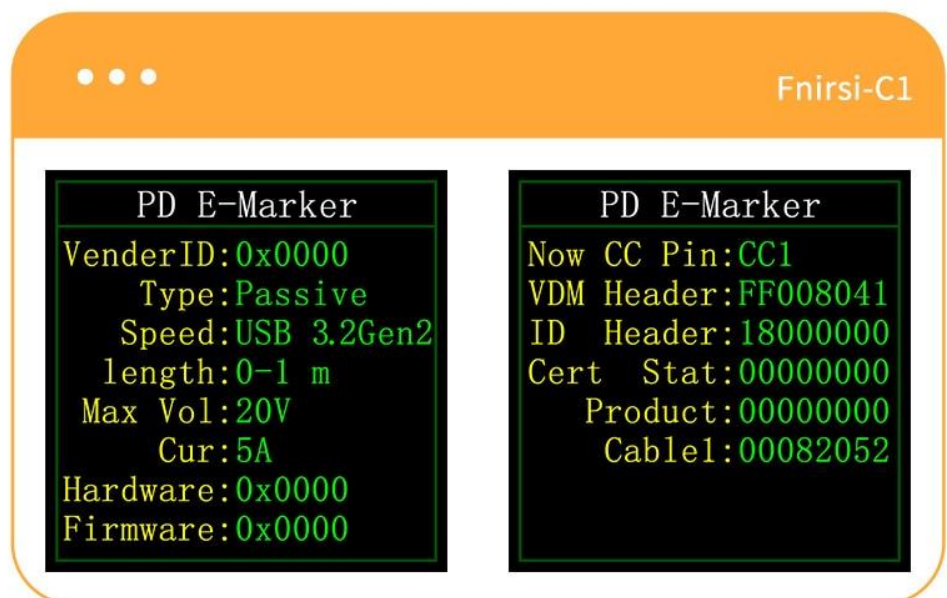 Fnirsi-C1
PD E-Marker
VenderID:0x0000
Type:Passive
Speed:USB 3.2Gen2
length:0-1 m
Max Vol:20V
Cur:5A
Hardware:0x0000
Firmware:0x0000
PD E-Marker
Now CC Pin:CC1
VDM Header:FF008041
ID Header:18000000
Cert Stat:00000000
Product:00000000
Cable1:00082052